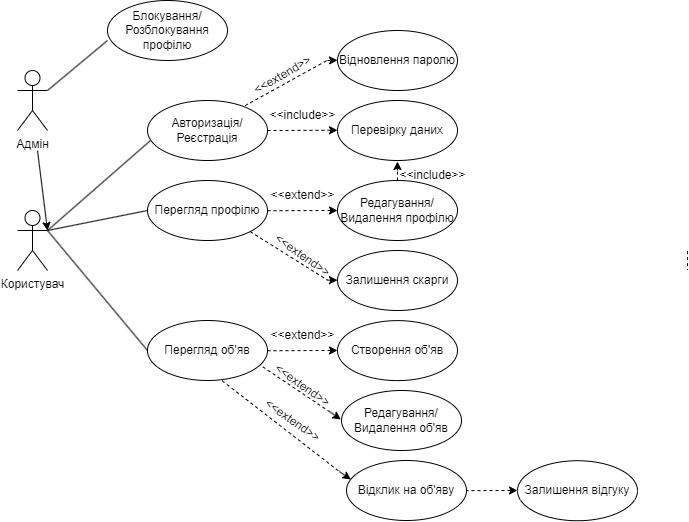 Блокування/
Розблокування
профілю
<<extend>>
Відновлення паролю
Авторизація/
Реєстрація
<<include>>
Перевірку даних
Адмін
<<include>>
Перегляд профілю
<<extend>>
Редагування/
Видалення профілю
<<extend>>
Залишення скарги
Користувач
Перегляд об'яв
<<extend>>
Створення об'яв
<<extend>>
Редагування/
Видалення об'яв
<<extend>>
Відклик на об'яву
Залишення відгуку